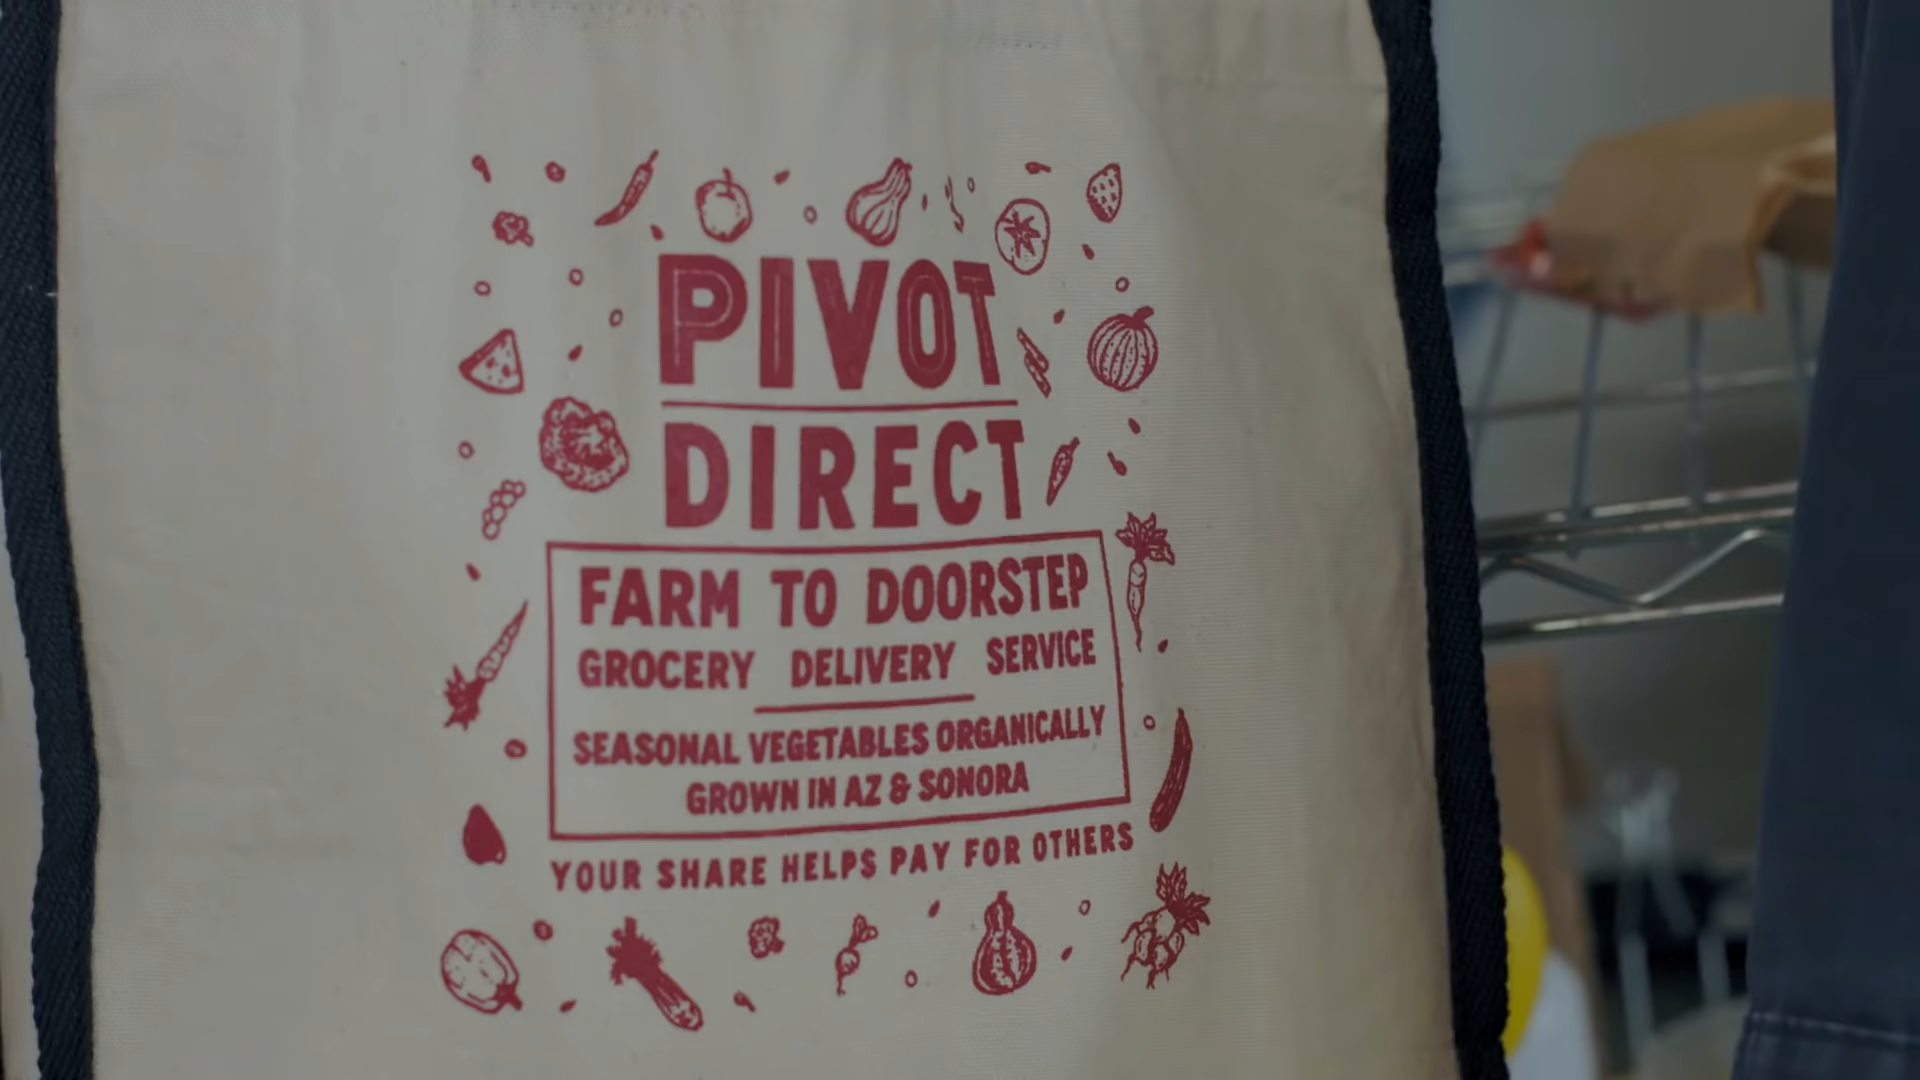 PIVOT
DIRECT
FARM TO DOORSTEP
GROCERY DELIVERY SERVICE
SEASONAL VEGETABLES ORGANICALLY
GROWN IN AZ & SONORA
YOUR SHARE HELPS PAY FOR OTHERS